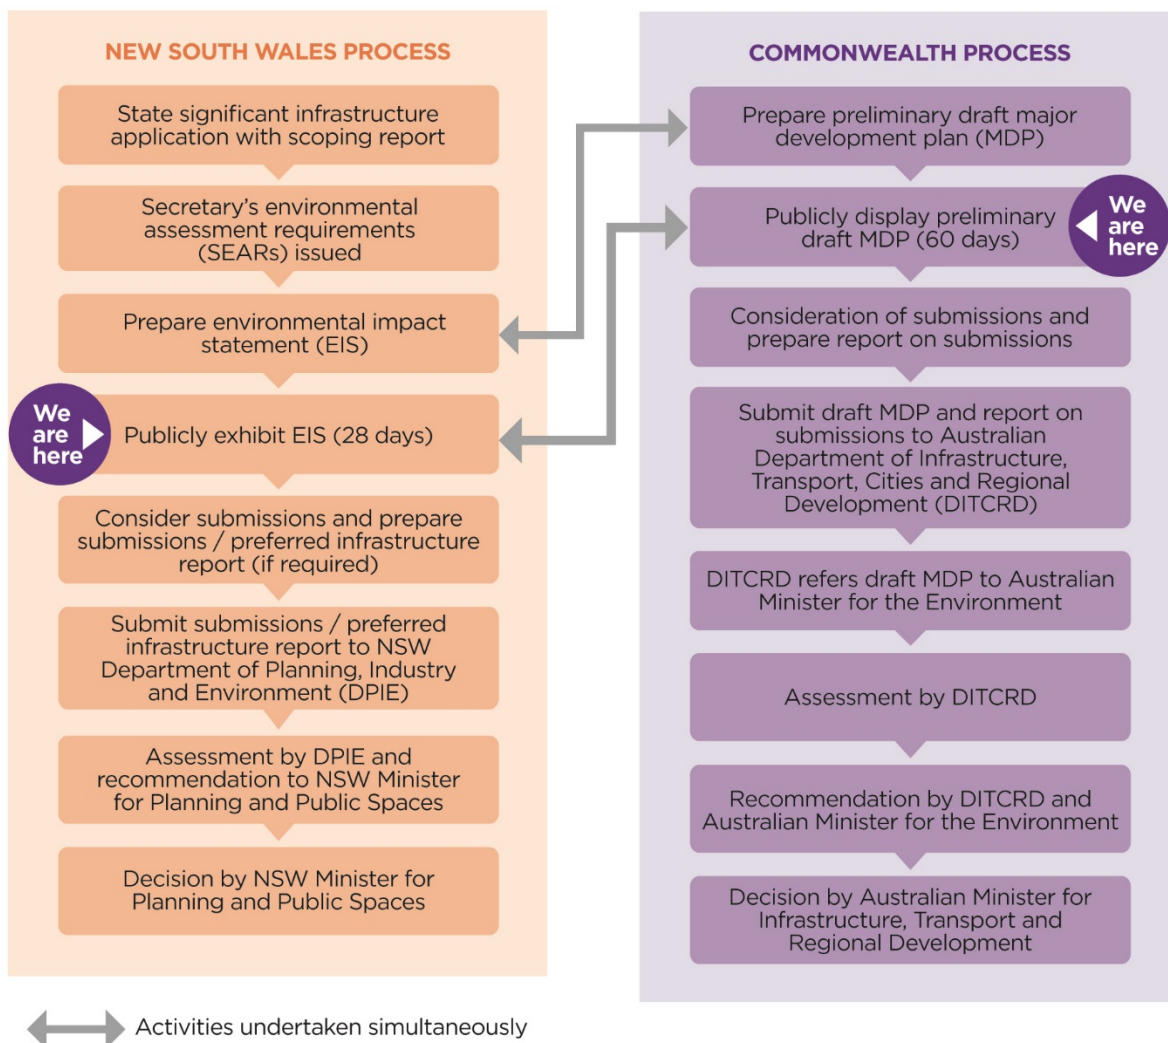 NEW SOUTH WALES PROCESS
State significant infrastructure
application with scoping report
Secretary’s environmental
assessment requirements
(SEARs) issued
Prepare environmental impact
statement (EIS)
We
are
here
Publicly exhibit EIS (28 days)
Consider submissions and prepare
submissions / preferred infrastructure
report (if required)
Submit submissions / preferred
infrastructure report to NSW
Department of Planning, Industry
and Environment (DPIE)
Assessment by DPIE and
recommendation to NSW Minister
for Planning and Public Spaces
Decision by NSW Minister for
Planning and Public Spaces
COMMONWEALTH PROCESS
Prepare preliminary draft major
development plan (MDP)
Publicly display preliminary
draft MDP (60 days)
We
are
here
Consideration of submissions and
prepare report on submissions
Submit draft MDP and report on
submissions to Australian
Department of Infrastructure,
Transport, Cities and Regional
Development (DITCRD)
DITCRD refers draft MDP to Australian
Minister for the Environment
Assessment by DITCRD
Recommendation by DITCRD and
Australian Minister for the Environment
Decision by Australian Minister for
Infrastructure, Transport and
Regional Development
Activities undertaken simultaneously